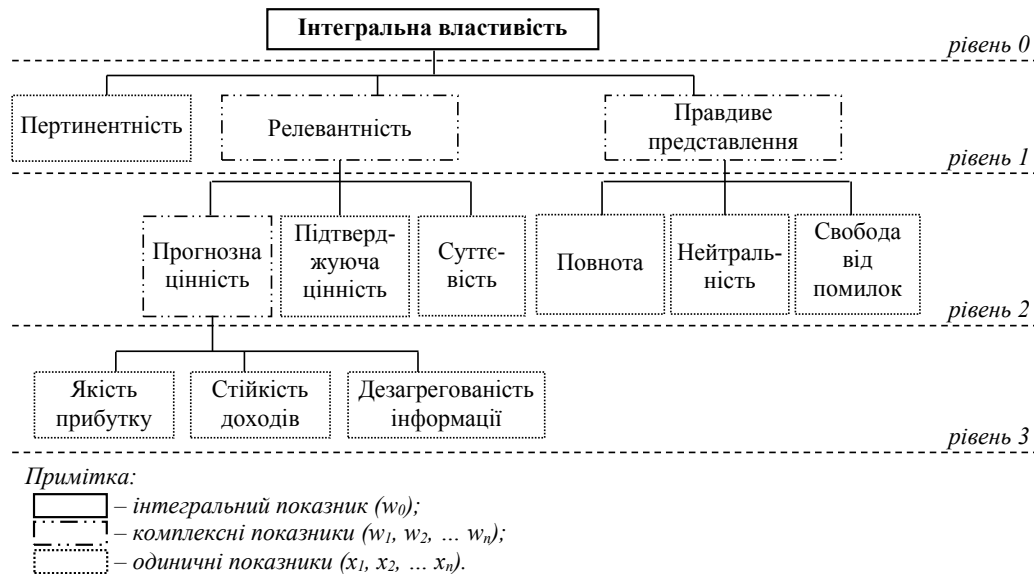 Інтегральна властивість
рівень 0
Пертинентність
Релевантність
Правдиве
представлення
рівень 1
Прогнозна
цінність
Підтверд-
жуюча
цінність
Суттє-
вість
Повнота
Нейтраль-
ність
Свобода
від
помилок
рівень 2
Якість
прибутку
Стійкість
доходів
Дезагрегованість
інформації
рівень 3
Примітка:
– інтегральний показник (w₀);
– комплексні показники (w₁, w₂, ... wₙ);
– одиничні показники (x₁, x₂, ... xₙ).